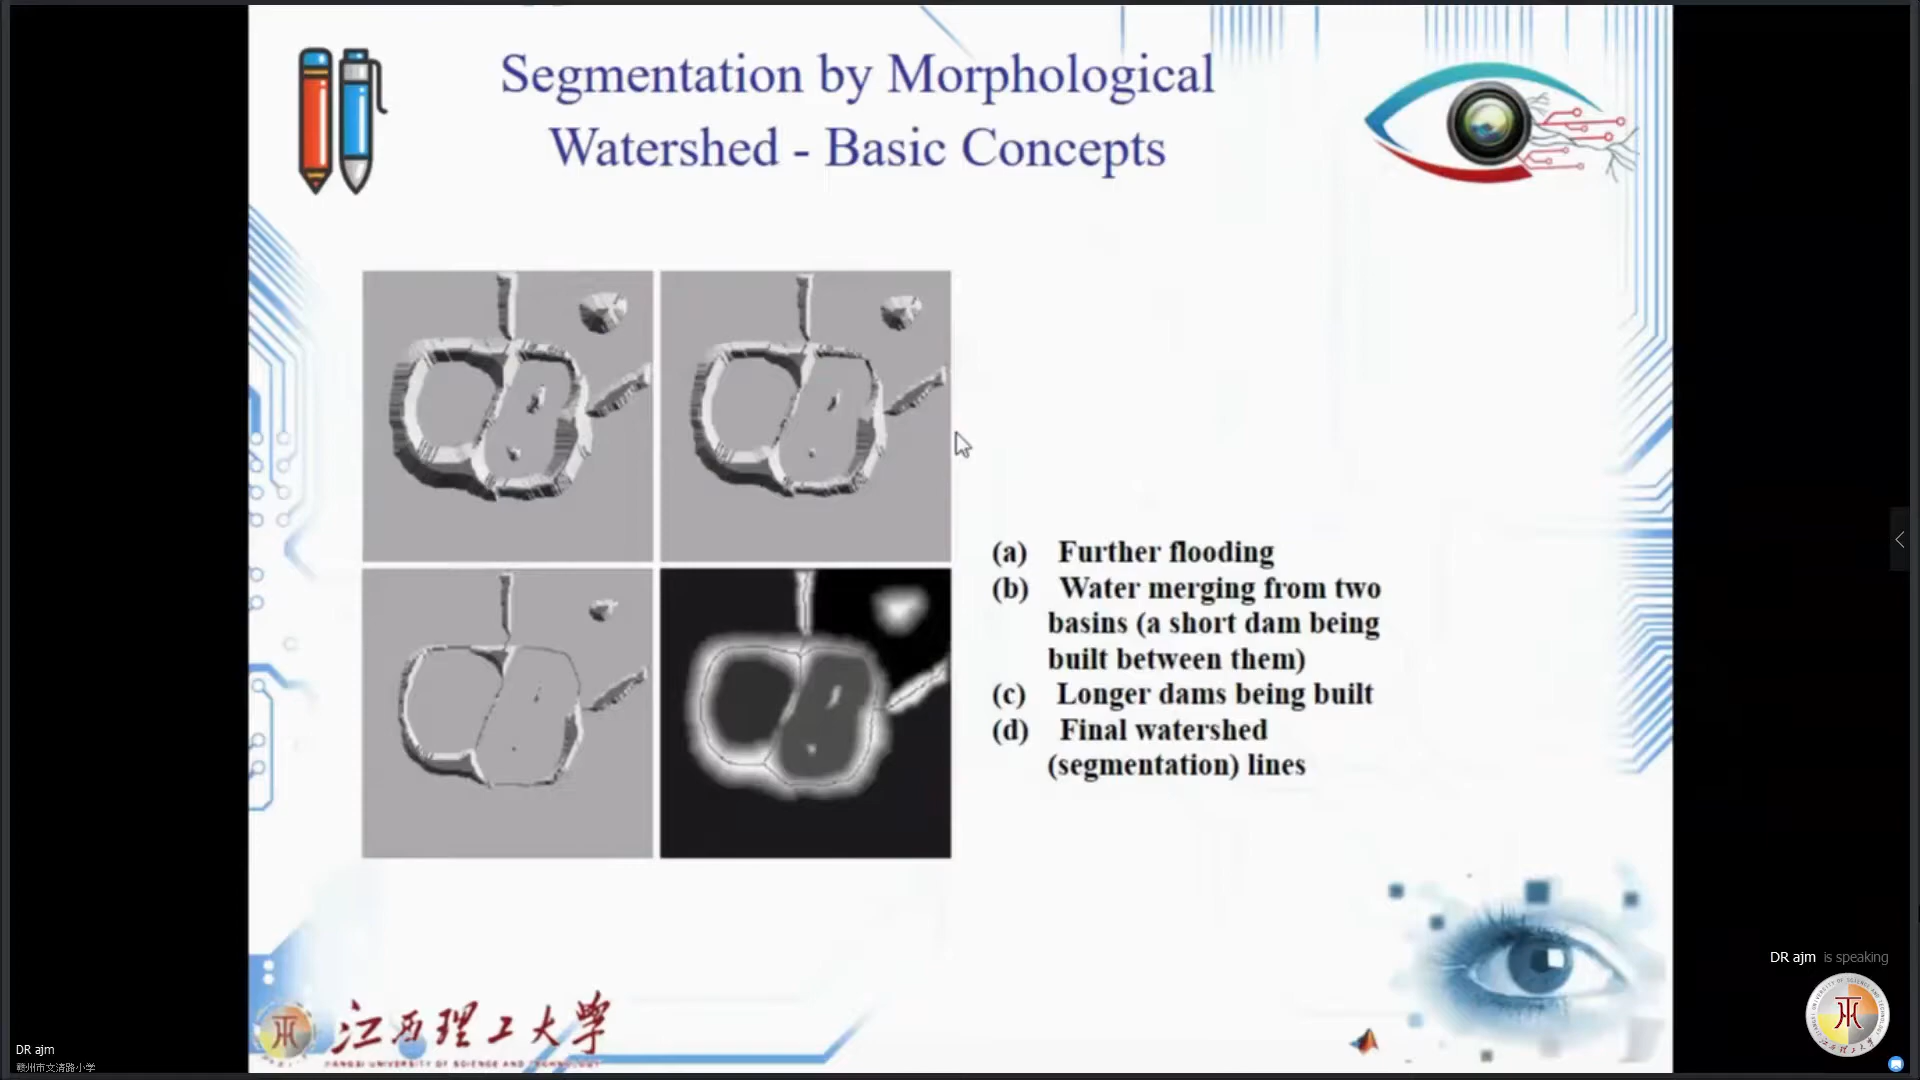 Segmentation by Morphological
Watershed - Basic Concepts
(a) Further flooding
(b) Water merging from two
basins (a short dam being
built between them)
(c) Longer dams being built
(d) Final watershed
(segmentation) lines
江西理工大学
JIANGXI UNIVERSITY OF SCIENCE AND TECHNOLOGY
DR ajm is speaking
DR ajm
赣州市文清路小学